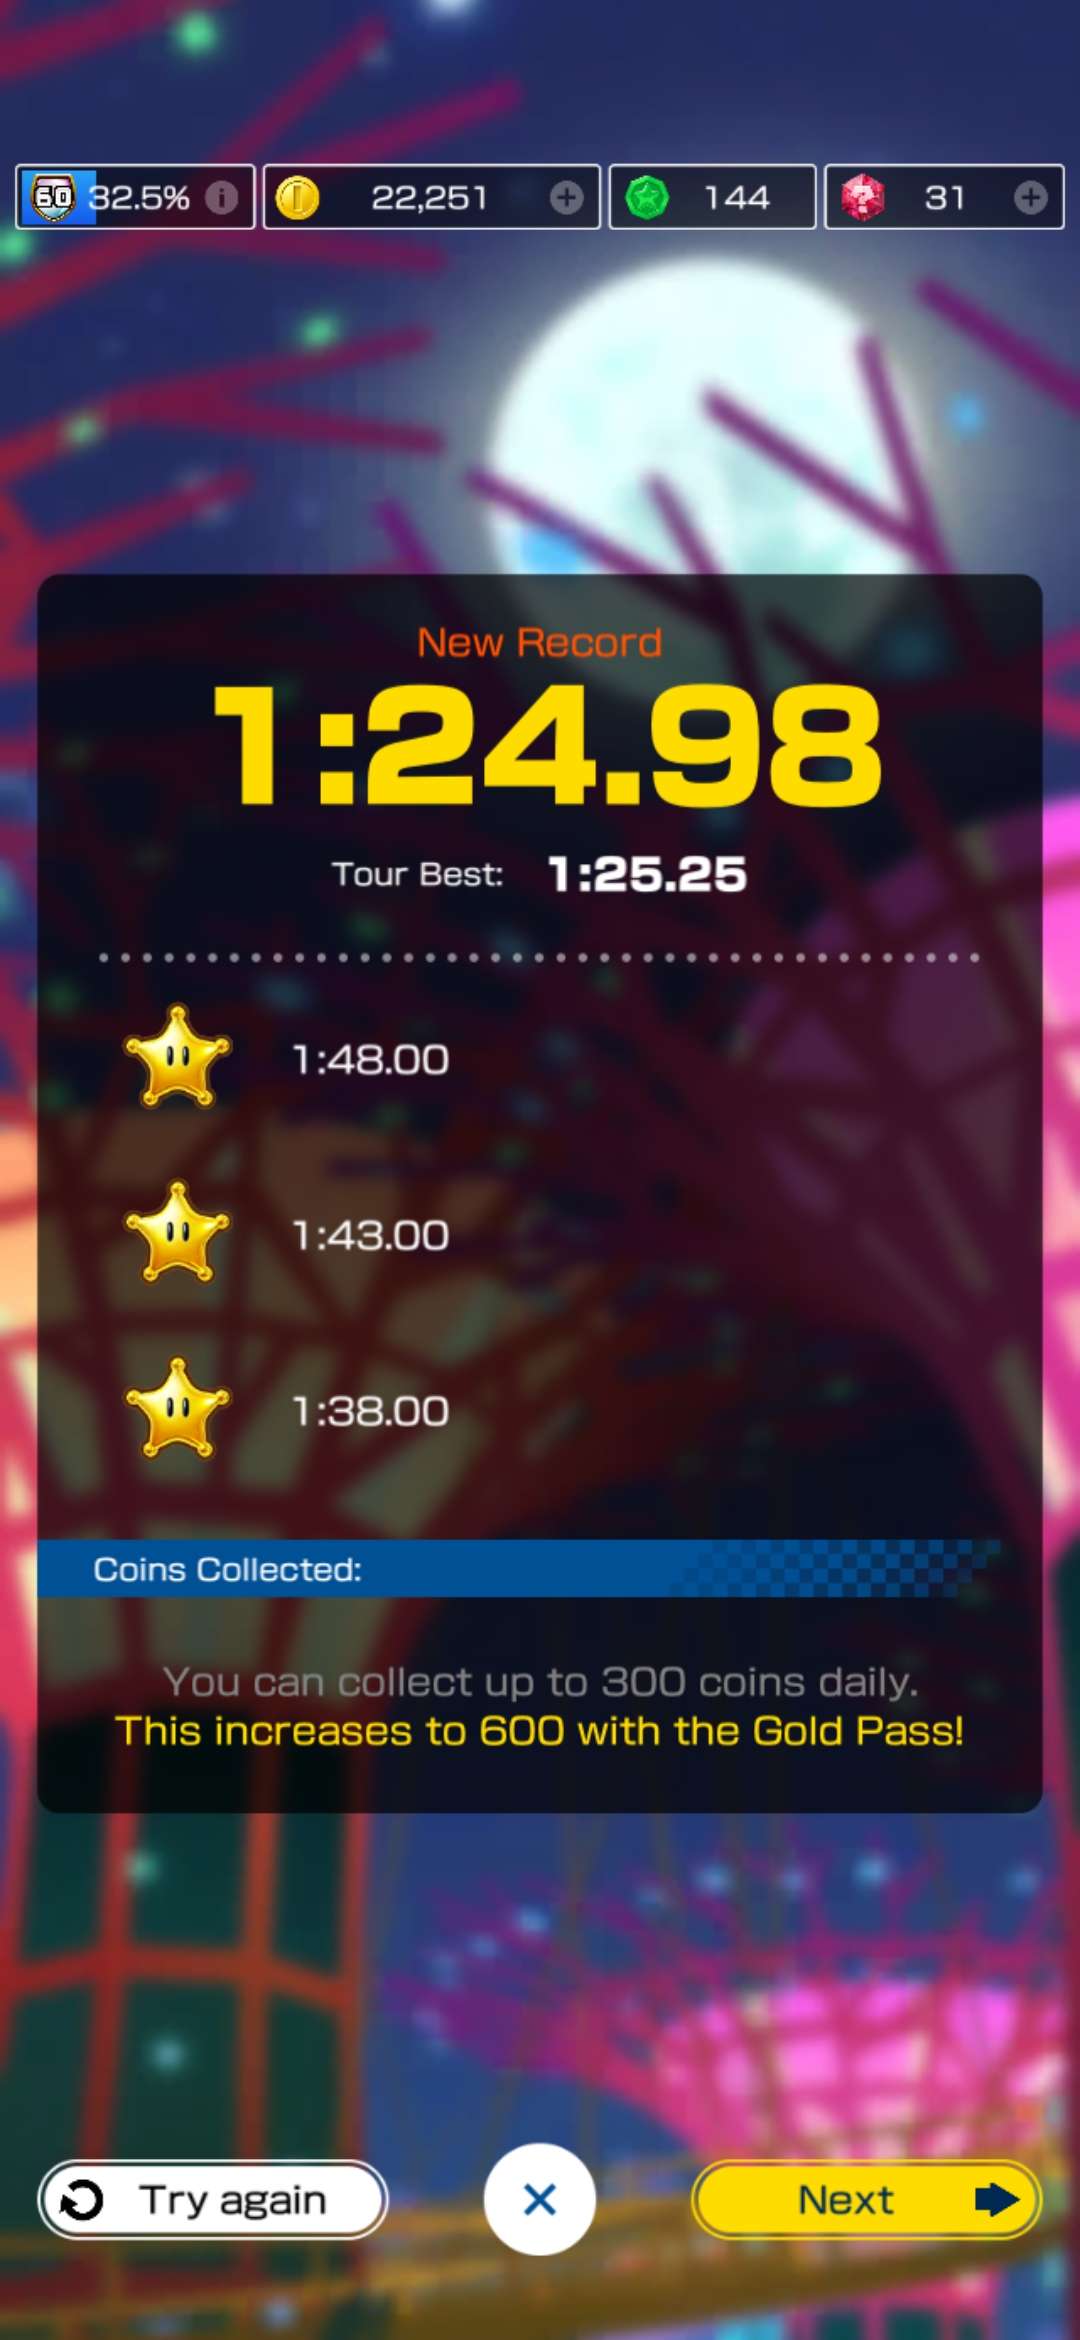 60 32.5% i 22,251 + 144 ? 31 +
New Record
1:24.98
Tour Best: 1:25.25
1:48.00
1:43.00
1:38.00
Coins Collected:
You can collect up to 300 coins daily.
This increases to 600 with the Gold Pass!
Try again × Next